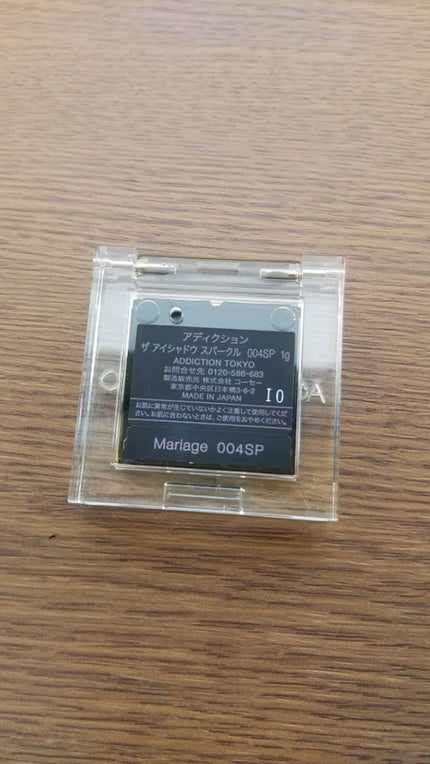 アディクション
ザ アイシャドウ スパークル 004SP 1g
ADDICTION TOKYO
お問合せ先 0120-586-683
製造販売元 株式会社 コーセー
東京都中央区日本橋3-6-2
MADE IN JAPAN
I0
お肌に異常が生じていないかよく注意して使用してくだ
さい。お肌に合わないときは、ご使用をおやめください。
Mariage 004SP